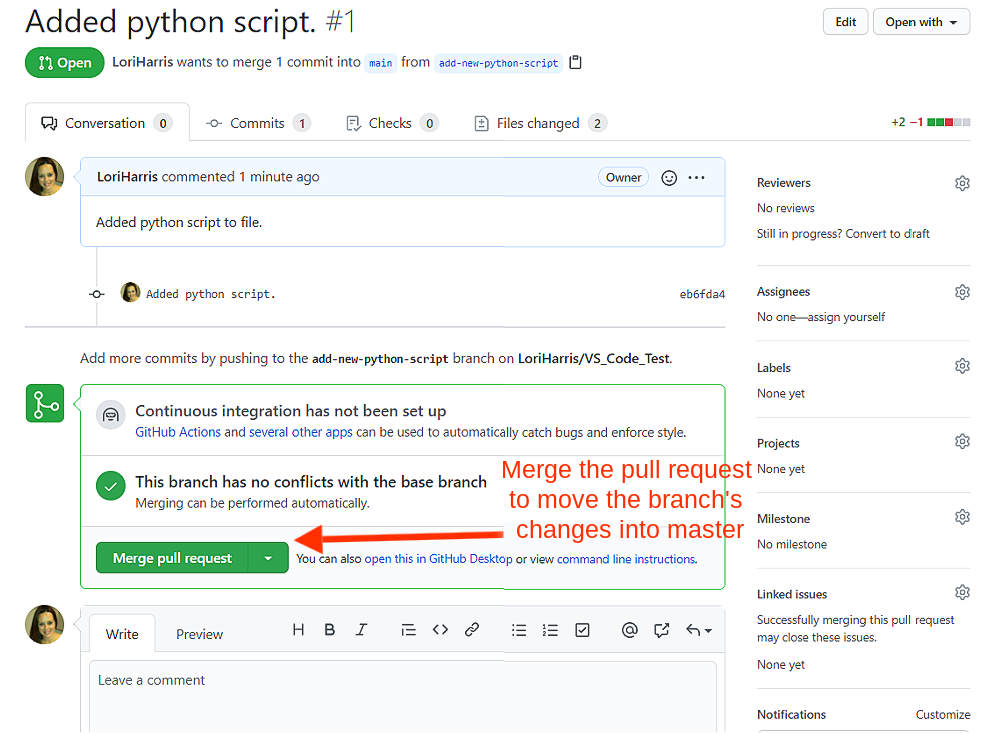 Added python script. #1
Edit
Open with
Open
LoriHarris wants to merge 1 commit into main from add-new-python-script
Conversation 0
Commits 1
Checks 0
Files changed 2
+2 −1
LoriHarris commented 1 minute ago
Owner
Added python script to file.
Added python script.
eb6fda4
Add more commits by pushing to the add-new-python-script branch on LoriHarris/VS_Code_Test.
Continuous integration has not been set up
GitHub Actions and several other apps can be used to automatically catch bugs and enforce style.
This branch has no conflicts with the base branch
Merging can be performed automatically.
Merge the pull request
to move the branch's
changes into master
Merge pull request
You can also open this in GitHub Desktop or view command line instructions.
Write
Preview
H B I
Leave a comment
Reviewers
No reviews
Still in progress? Convert to draft
Assignees
No one—assign yourself
Labels
None yet
Projects
None yet
Milestone
No milestone
Linked issues
Successfully merging this pull request
may close these issues.
None yet
Notifications
Customize